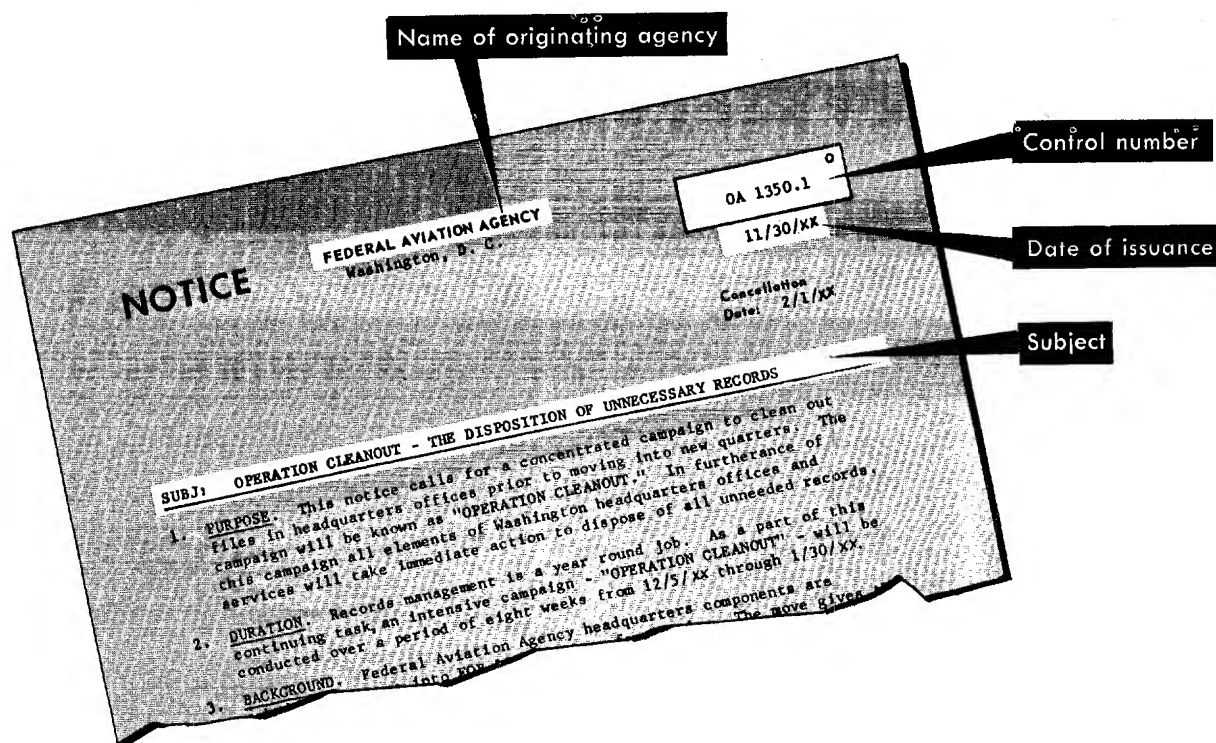 Name of originating agency
Control number
OA 1350.1
FEDERAL AVIATION AGENCY
Washington, D. C.
11/30/XX
Date of issuance
NOTICE
Cancellation
Date: 2/1/XX
Subject
SUBJ: OPERATION CLEANOUT - THE DISPOSITION OF UNNECESSARY RECORDS
1. PURPOSE. This notice calls for a concentrated campaign to clean out
files in headquarters offices prior to moving into new quarters. The
campaign will be known as "OPERATION CLEANOUT." In furtherance of
this campaign all elements of Washington headquarters offices and
services will take immediate action to dispose of all unneeded records.
2. DURATION. Records management is a year round job. As a part of this
continuing task, an intensive campaign - "OPERATION CLEANOUT" - will be
conducted over a period of eight weeks from 12/5/XX through 1/30/XX.
3. BACKGROUND. Federal Aviation Agency headquarters components are
into The move gives